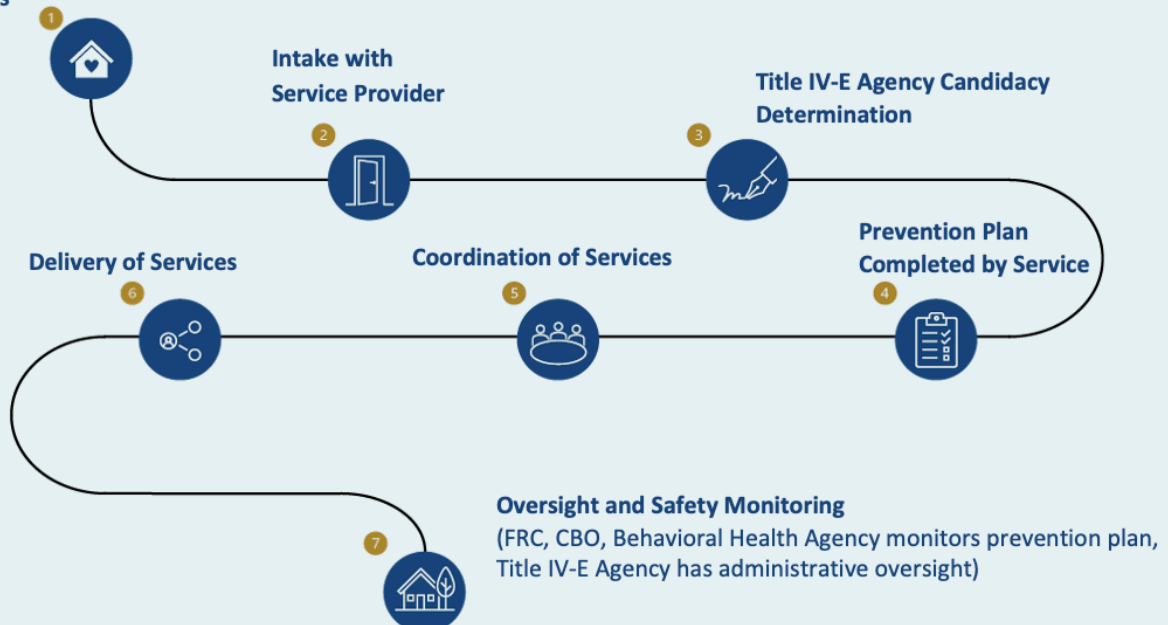 1
Intake with
Service Provider
2
Title IV-E Agency Candidacy
Determination
3
Prevention Plan
Completed by Service
4
Coordination of Services
5
Delivery of Services
6
7
Oversight and Safety Monitoring
(FRC, CBO, Behavioral Health Agency monitors prevention plan,
Title IV-E Agency has administrative oversight)